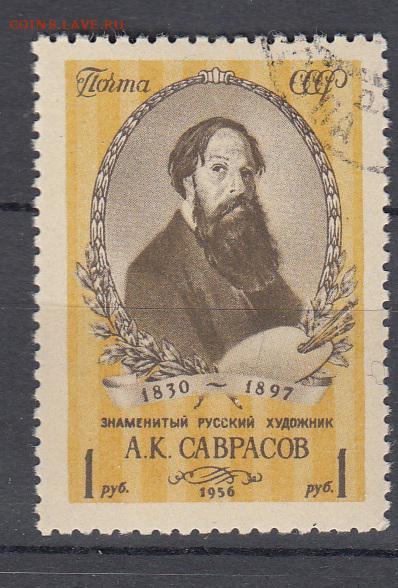 COINS.LAVE.RU
Почта СССР
1830 ~ 1897
ЗНАМЕНИТЫЙ РУССКИЙ ХУДОЖНИК
А.К. САВРАСОВ
1 руб. руб. 1
1956